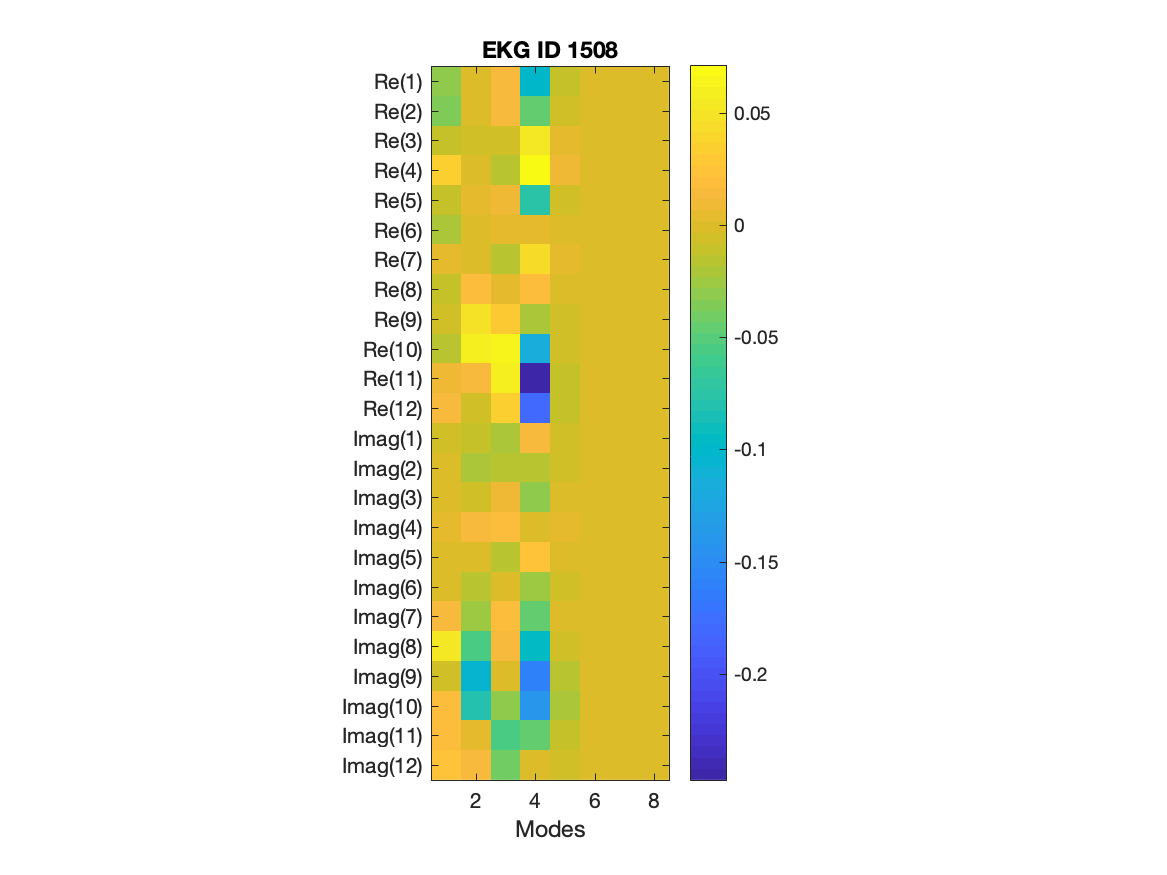 EKG ID 1508
Re(1)
Re(2)
Re(3)
Re(4)
Re(5)
Re(6)
Re(7)
Re(8)
Re(9)
Re(10)
Re(11)
Re(12)
Imag(1)
Imag(2)
Imag(3)
Imag(4)
Imag(5)
Imag(6)
Imag(7)
Imag(8)
Imag(9)
Imag(10)
Imag(11)
Imag(12)
2 4 6 8
Modes
0.05
0
-0.05
-0.1
-0.15
-0.2